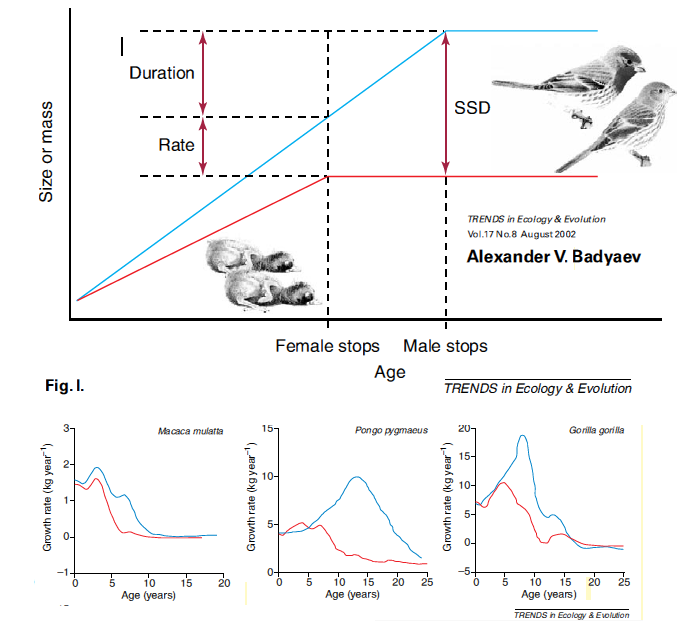 Duration
Rate
SSD
Size or mass
TRENDS in Ecology & Evolution
Vol.17 No.8 August 2002
Alexander V. Badyaev
Female stops
Male stops
Age
Fig. I.
TRENDS in Ecology & Evolution
Macaca mulatta
Growth rate (kg year⁻¹)
3
2
1
0
−1
0 5 10 15 20
Age (years)
Pongo pygmaeus
Growth rate (kg year⁻¹)
15
10
5
0
0 5 10 15 20 25
Age (years)
Gorilla gorilla
Growth rate (kg year⁻¹)
20
15
10
5
0
−5
0 5 10 15 20 25
Age (years)
TRENDS in Ecology & Evolution